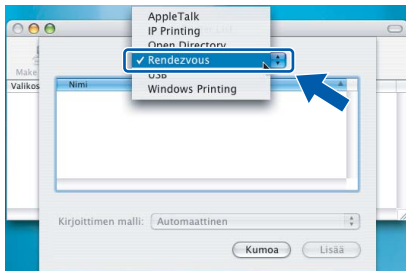 AppleTalk
IP Printing
Open Directory
✓ Rendezvous
USB
Windows Printing
Make
Valikos
Nimi
Kirjoittimen malli: Automaattinen
Kumoa
Lisää